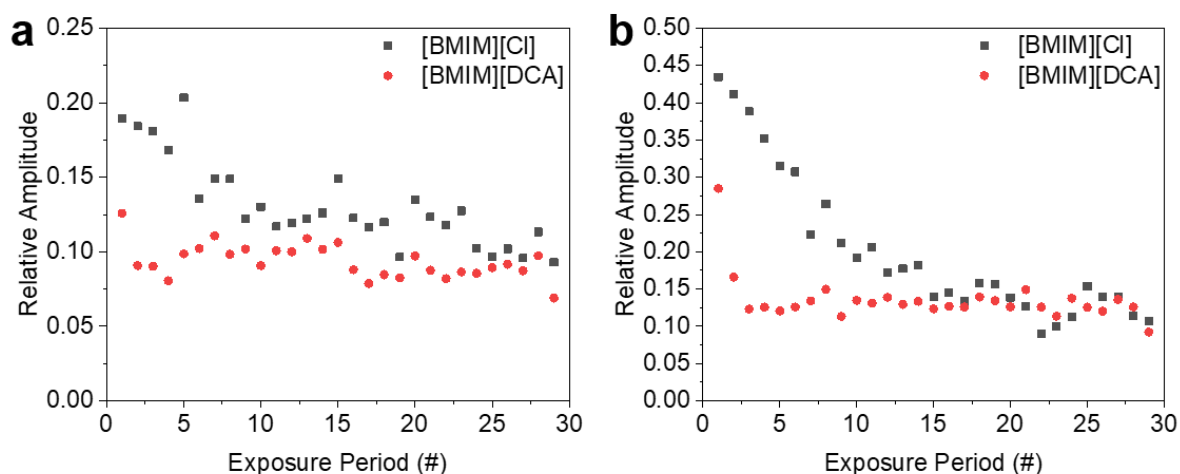 a
[BMIM][Cl]
[BMIM][DCA]
Relative Amplitude
0.25
0.20
0.15
0.10
0.05
0.00
0 5 10 15 20 25 30
Exposure Period (#)
b
[BMIM][Cl]
[BMIM][DCA]
Relative Amplitude
0.50
0.45
0.40
0.35
0.30
0.25
0.20
0.15
0.10
0.05
0.00
0 5 10 15 20 25 30
Exposure Period (#)